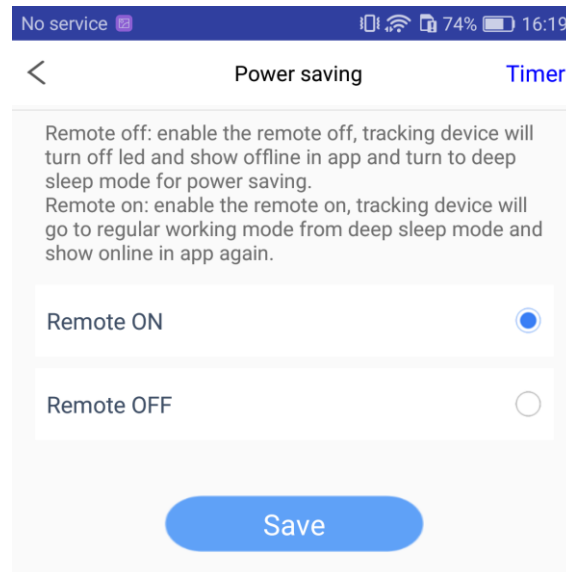 No service 74% 16:19
Power saving Timer
Remote off: enable the remote off, tracking device will
turn off led and show offline in app and turn to deep
sleep mode for power saving.
Remote on: enable the remote on, tracking device will
go to regular working mode from deep sleep mode and
show online in app again.
Remote ON
Remote OFF
Save